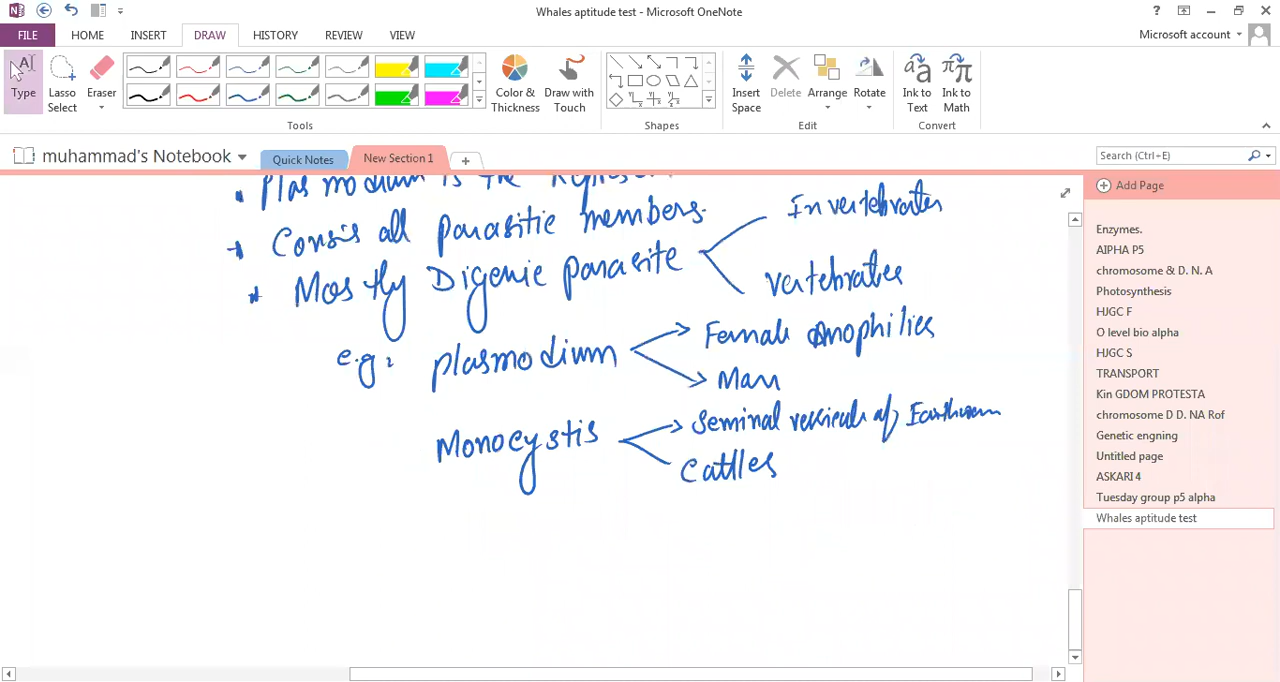 Whales aptitude test - Microsoft OneNote
Microsoft account
FILE HOME INSERT DRAW HISTORY REVIEW VIEW
Type
Lasso Select
Eraser
Color & Thickness
Draw with Touch
Insert Space
Delete
Arrange
Rotate
Ink to Text
Ink to Math
Tools
Shapes
Edit
Convert
muhammad's Notebook
Quick Notes
New Section 1
Search (Ctrl+E)
Add Page
Enzymes.
AlPHA P5
chromosome & D. N. A
Photosynthesis
HJGC F
O level bio alpha
HJGC S
TRANSPORT
Kin GDOM PROTESTA
chromosome D D. NA Rof
Genetic engning
Untitled page
ASKARI 4
Tuesday group p5 alpha
Whales aptitude test
Plasmodium is the
Consis all Parasitic members.
Mostly Digenic parasite
Invertebrates
vertebrates
e.g: plasmodium
Female Anophilies
Man
Monocystis
Seminal of Earthworm
Cattles